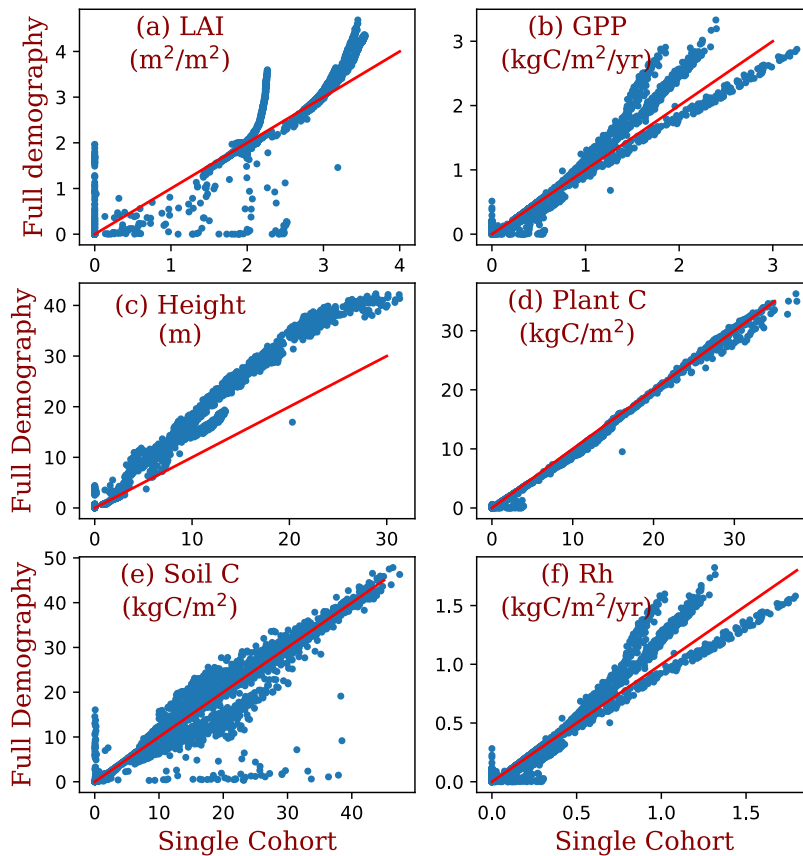 (a) LAI
(m²/m²)
Full demography
4
3
2
1
0
0 1 2 3 4
(b) GPP
(kgC/m²/yr)
3
2
1
0
0 1 2 3
(c) Height
(m)
Full Demography
40
30
20
10
0
0 10 20 30
(d) Plant C
(kgC/m²)
30
20
10
0
0 10 20 30
(e) Soil C
(kgC/m²)
Full Demography
50
40
30
20
10
0
0 10 20 30 40
Single Cohort
(f) Rh
(kgC/m²/yr)
1.5
1.0
0.5
0.0
0.0 0.5 1.0 1.5
Single Cohort